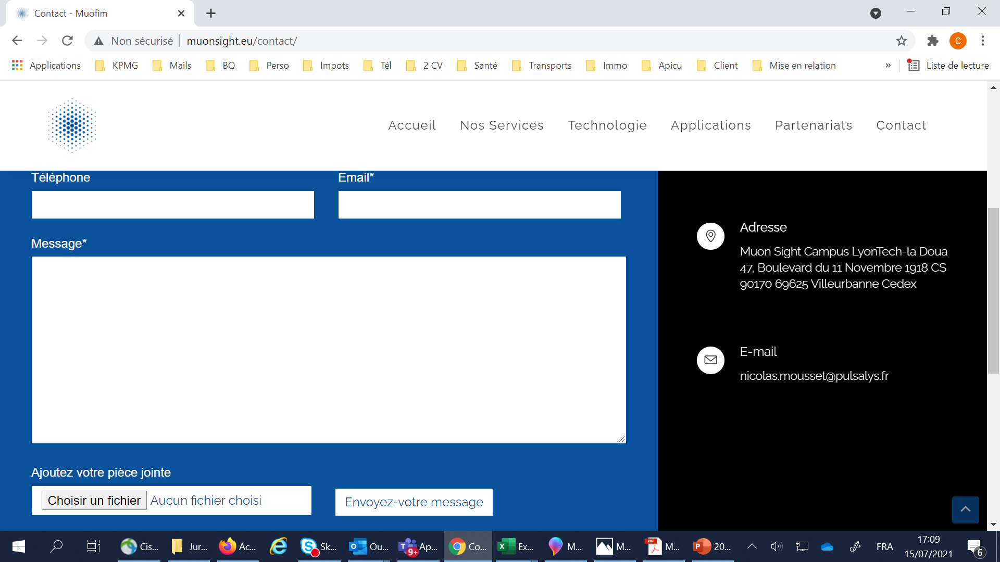 Contact - Muofim
Non sécurisé | muonsight.eu/contact/
C
Applications KPMG Mails BQ Perso Impots Tél 2 CV Santé Transports Immo Apicu Client Mise en relation » Liste de lecture
Accueil Nos Services Technologie Applications Partenariats Contact
Téléphone Email*
Message*
Adresse
Muon Sight Campus LyonTech-la Doua
47, Boulevard du 11 Novembre 1918 CS
90170 69625 Villeurbanne Cedex
E-mail
nicolas.mousset@pulsalys.fr
Ajoutez votre pièce jointe
Choisir un fichier Aucun fichier choisi
Envoyez-votre message
Cis... Jur... Ac... Sk... Ou... 9+ Ap... Co... Ex... M... M... PDF M... 20... FRA 17:09
15/07/2021
6